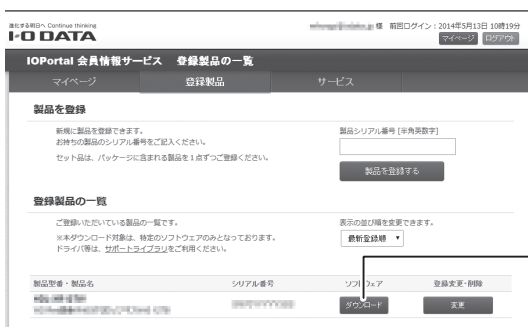 進化する明日へ Continue thinking
I-O DATA
様 前回ログイン：2014年5月13日 10時19分
マイページ ログアウト
IOPortal 会員情報サービス 登録製品の一覧
マイページ 登録製品 サービス
製品を登録
新規に製品を登録できます。
お持ちの製品のシリアル番号をご記入ください。
セット品は、パッケージに含まれる製品を１点ずつご登録ください。
製品シリアル番号 [半角英数字]
製品を登録する
登録製品の一覧
ご登録いただいている製品の一覧です。
※本ダウンロード対象は、特定のソフトウェアのみとなっております。
ドライバ等は、サポートライブラリをご利用ください。
表示の並び順を変更できます。
最新登録順 ▼
製品型番・製品名 シリアル番号 ソフトウェア 登録変更・削除
ダウンロード 変更